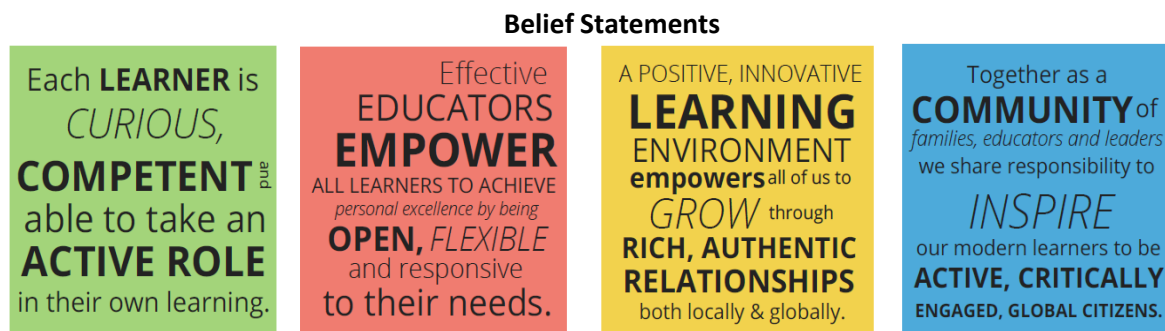 Belief Statements
Each LEARNER is
CURIOUS,
COMPETENT and
able to take an
ACTIVE ROLE
in their own learning.
Effective
EDUCATORS
EMPOWER
ALL LEARNERS TO ACHIEVE
personal excellence by being
OPEN, FLEXIBLE
and responsive
to their needs.
A POSITIVE, INNOVATIVE
LEARNING
ENVIRONMENT
empowers all of us to
GROW through
RICH, AUTHENTIC
RELATIONSHIPS
both locally & globally.
Together as a
COMMUNITY of
families, educators and leaders
we share responsibility to
INSPIRE
our modern learners to be
ACTIVE, CRITICALLY
ENGAGED, GLOBAL CITIZENS.